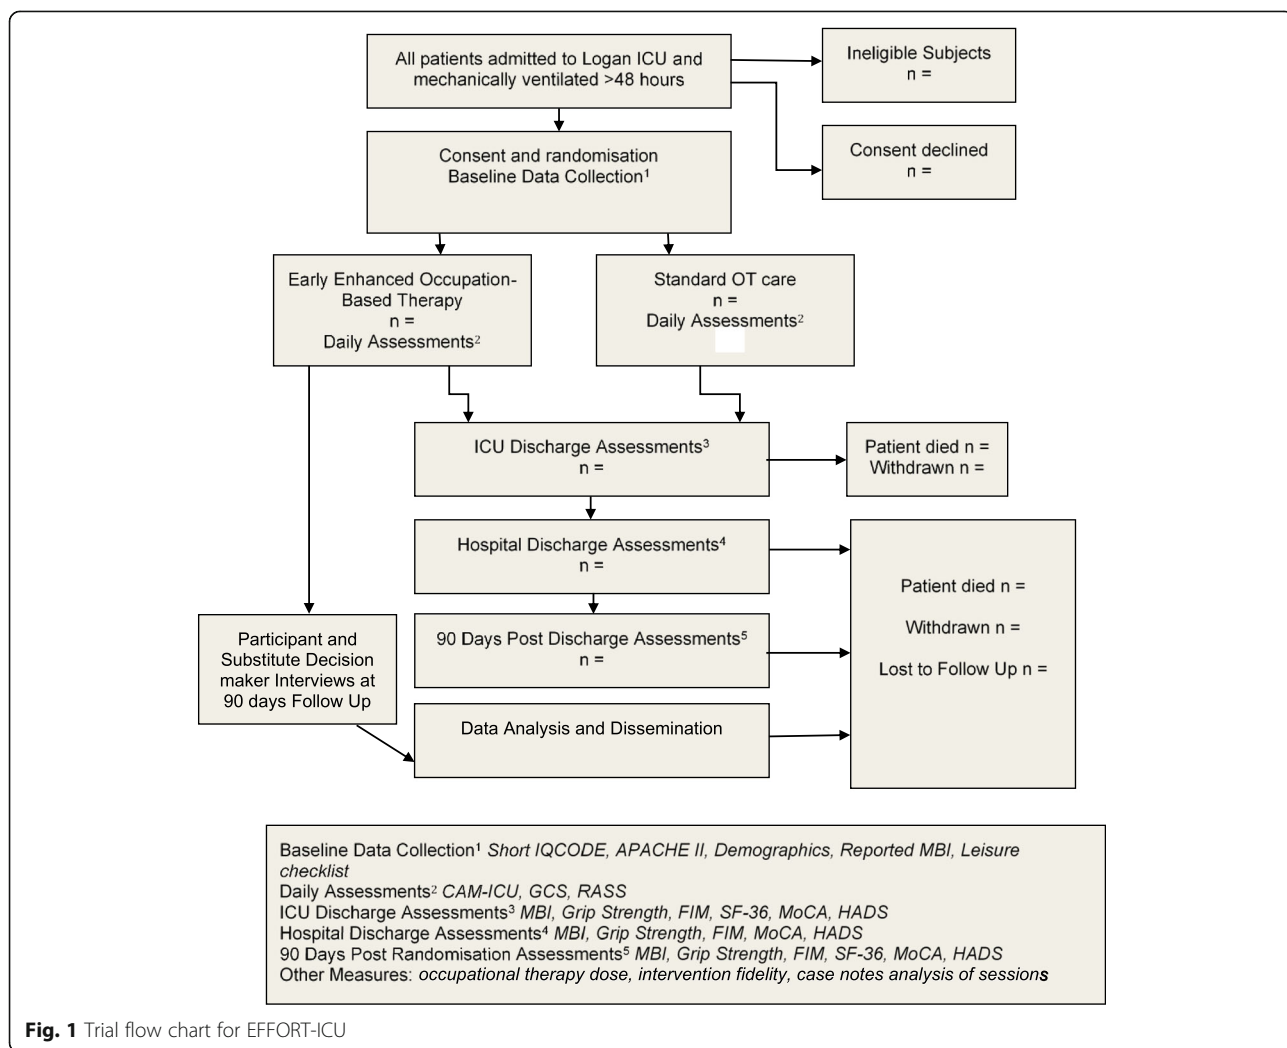 All patients admitted to Logan ICU and
mechanically ventilated >48 hours
Ineligible Subjects
n =
Consent declined
n =
Consent and randomisation
Baseline Data Collection¹
Early Enhanced Occupation-
Based Therapy
n =
Daily Assessments²
Standard OT care
n =
Daily Assessments²
ICU Discharge Assessments³
n =
Patient died n =
Withdrawn n =
Hospital Discharge Assessments⁴
n =
Patient died n =
Withdrawn n =
Lost to Follow Up n =
90 Days Post Discharge Assessments⁵
n =
Participant and
Substitute Decision
maker Interviews at
90 days Follow Up
Data Analysis and Dissemination
Baseline Data Collection¹ Short IQCODE, APACHE II, Demographics, Reported MBI, Leisure
checklist
Daily Assessments² CAM-ICU, GCS, RASS
ICU Discharge Assessments³ MBI, Grip Strength, FIM, SF-36, MoCA, HADS
Hospital Discharge Assessments⁴ MBI, Grip Strength, FIM, MoCA, HADS
90 Days Post Randomisation Assessments⁵ MBI, Grip Strength, FIM, SF-36, MoCA, HADS
Other Measures: occupational therapy dose, intervention fidelity, case notes analysis of sessions
Fig. 1 Trial flow chart for EFFORT-ICU